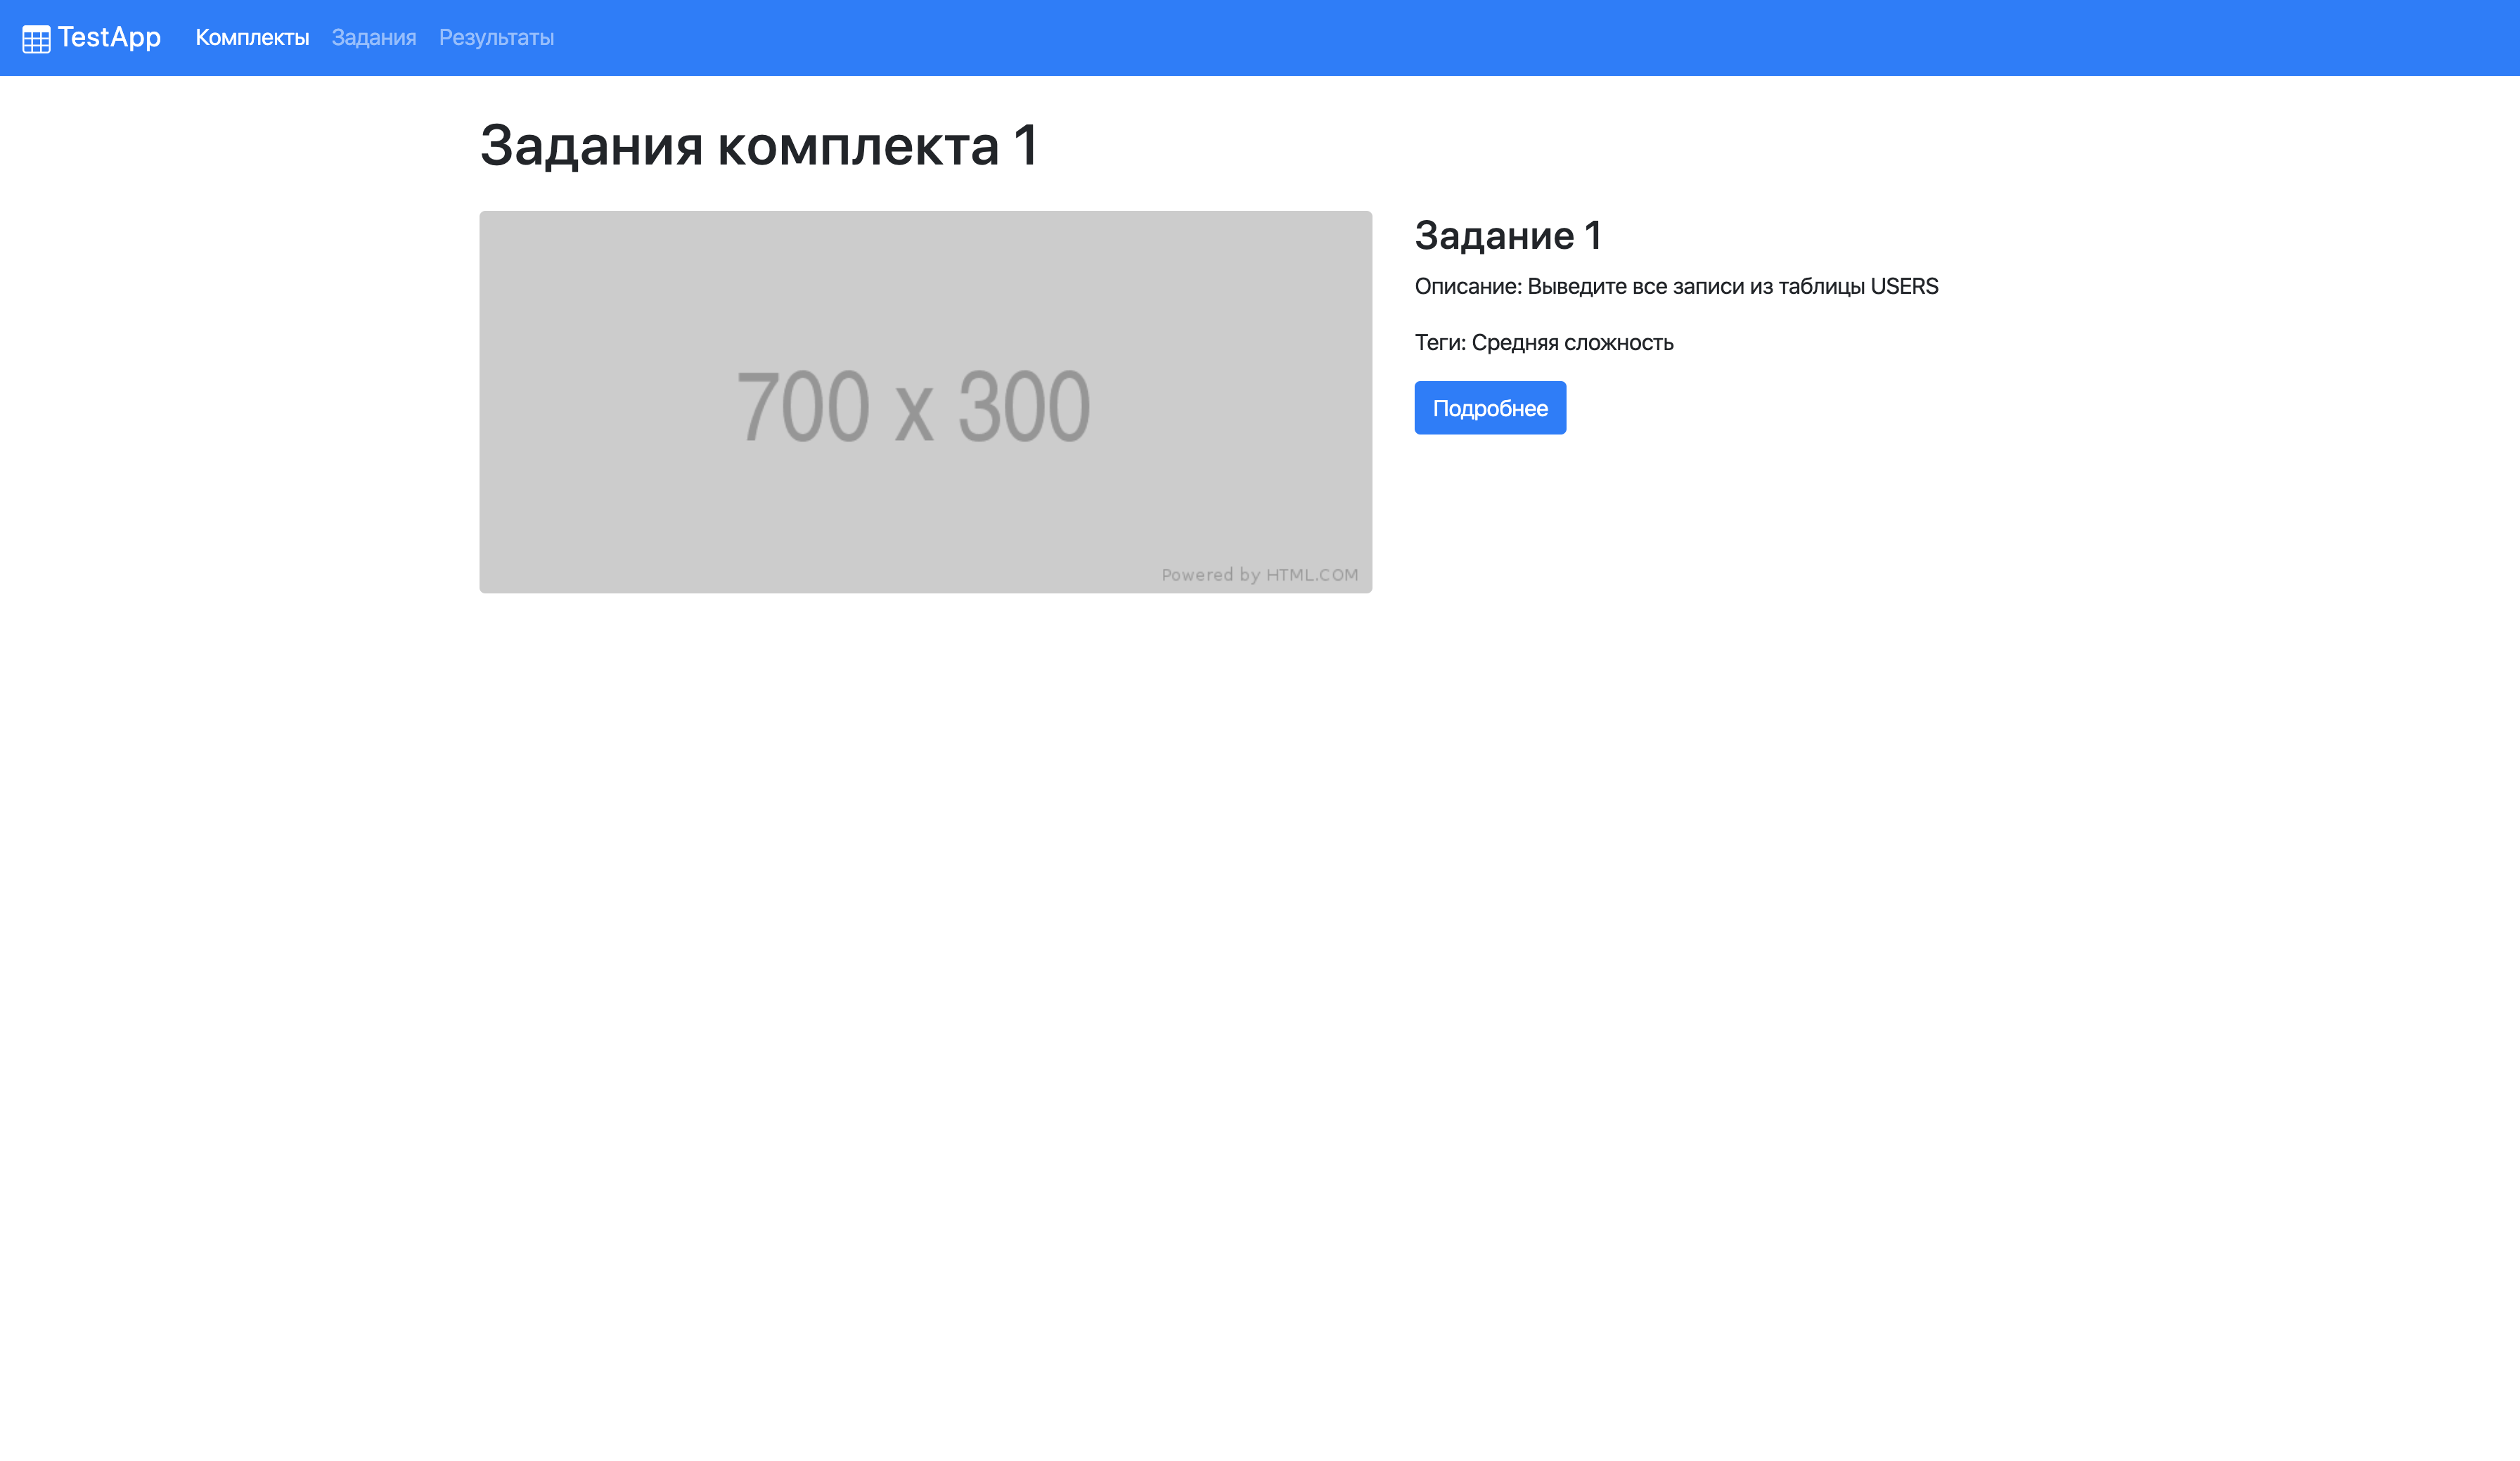 TestApp Комплекты Задания Результаты
Задания комплекта 1
700 x 300
Powered by HTML.COM
Задание 1
Описание: Выведите все записи из таблицы USERS
Теги: Средняя сложность
Подробнее